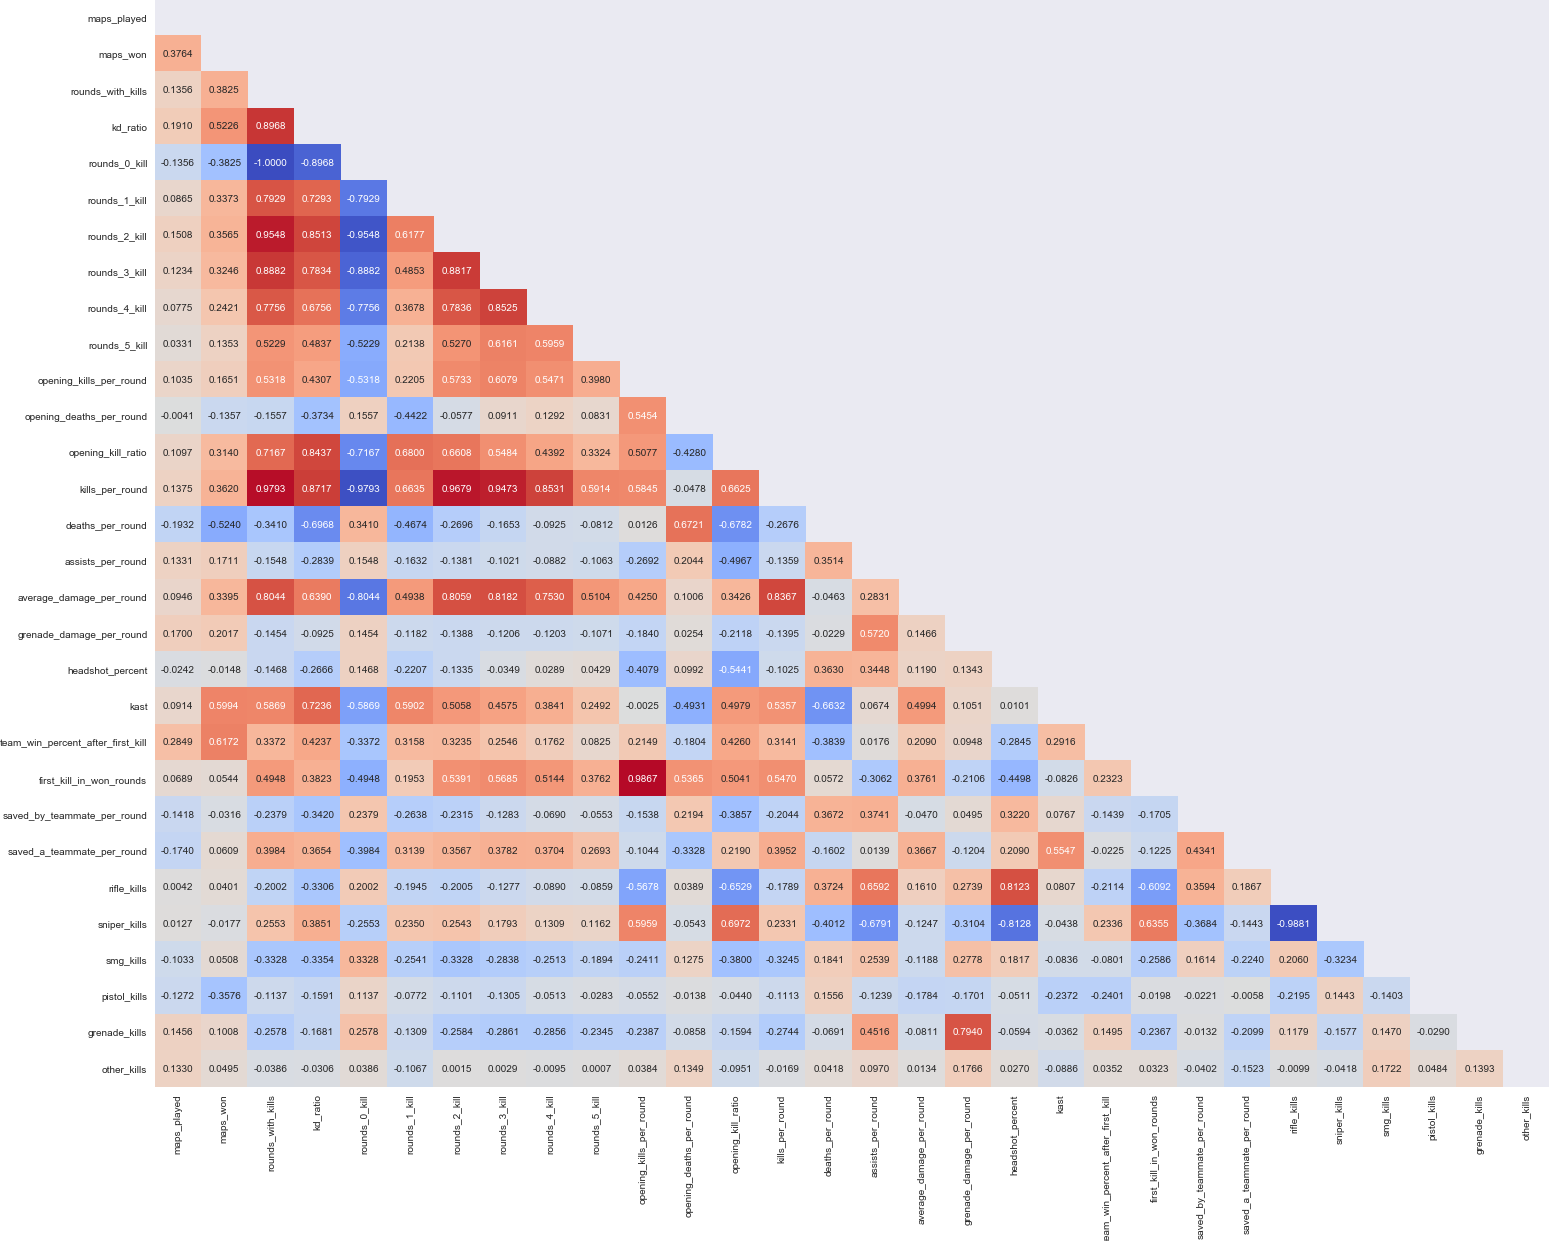 maps_played
maps_won 0.3764
rounds_with_kills 0.1356 0.3825
kd_ratio 0.1910 0.5226 0.8968
rounds_0_kill -0.1356 -0.3825 -1.0000 -0.8968
rounds_1_kill 0.0865 0.3373 0.7929 0.7293 -0.7929
rounds_2_kill 0.1508 0.3565 0.9548 0.8513 -0.9548 0.6177
rounds_3_kill 0.1234 0.3246 0.8882 0.7834 -0.8882 0.4853 0.8817
rounds_4_kill 0.0775 0.2421 0.7756 0.6756 -0.7756 0.3678 0.7836 0.8525
rounds_5_kill 0.0331 0.1353 0.5229 0.4837 -0.5229 0.2138 0.5270 0.6161 0.5959
opening_kills_per_round 0.1035 0.1651 0.5318 0.4307 -0.5318 0.2205 0.5733 0.6079 0.5471 0.3980
opening_deaths_per_round -0.0041 -0.1357 -0.1557 -0.3734 0.1557 -0.4422 -0.0577 0.0911 0.1292 0.0831 0.5454
opening_kill_ratio 0.1097 0.3140 0.7167 0.8437 -0.7167 0.6800 0.6608 0.5484 0.4392 0.3324 0.5077 -0.4280
kills_per_round 0.1375 0.3620 0.9793 0.8717 -0.9793 0.6635 0.9679 0.9473 0.8531 0.5914 0.5845 -0.0478 0.6625
deaths_per_round -0.1932 -0.5240 -0.3410 -0.6968 0.3410 -0.4674 -0.2696 -0.1653 -0.0925 -0.0812 0.0126 0.6721 -0.6782 -0.2676
assists_per_round 0.1331 0.1711 -0.1548 -0.2839 0.1548 -0.1632 -0.1381 -0.1021 -0.0882 -0.1063 -0.2692 0.2044 -0.4967 -0.1359 0.3514
average_damage_per_round 0.0946 0.3395 0.8044 0.6390 -0.8044 0.4938 0.8059 0.8182 0.7530 0.5104 0.4250 0.1006 0.3426 0.8367 -0.0463 0.2831
grenade_damage_per_round 0.1700 0.2017 -0.1454 -0.0925 0.1454 -0.1182 -0.1388 -0.1206 -0.1203 -0.1071 -0.1840 0.0254 -0.2118 -0.1395 -0.0229 0.5720 0.1466
headshot_percent -0.0242 -0.0148 -0.1468 -0.2666 0.1468 -0.2207 -0.1335 -0.0349 0.0289 0.0429 -0.4079 0.0992 -0.5441 -0.1025 0.3630 0.3448 0.1190 0.1343
kast 0.0914 0.5994 0.5869 0.7236 -0.5869 0.5902 0.5058 0.4575 0.3841 0.2492 -0.0025 -0.4931 0.4979 0.5357 -0.6632 0.0674 0.4994 0.1051 0.0101
team_win_percent_after_first_kill 0.2849 0.6172 0.3372 0.4237 -0.3372 0.3158 0.3235 0.2546 0.1762 0.0825 0.2149 -0.1804 0.4260 0.3141 -0.3839 0.0176 0.2090 0.0948 -0.2845 0.2916
first_kill_in_won_rounds 0.0689 0.0544 0.4948 0.3823 -0.4948 0.1953 0.5391 0.5685 0.5144 0.3762 0.9867 0.5365 0.5041 0.5470 0.0572 -0.3062 0.3761 -0.2106 -0.4498 -0.0826 0.2323
saved_by_teammate_per_round -0.1418 -0.0316 -0.2379 -0.3420 0.2379 -0.2638 -0.2315 -0.1283 -0.0690 -0.0553 -0.1538 0.2194 -0.3857 -0.2044 0.3672 0.3741 -0.0470 0.0495 0.3220 0.0767 -0.1439 -0.1705
saved_a_teammate_per_round -0.1740 0.0609 0.3984 0.3654 -0.3984 0.3139 0.3567 0.3782 0.3704 0.2693 -0.1044 -0.3328 0.2190 0.3952 -0.1602 0.0139 0.3667 -0.1204 0.2090 0.5547 -0.0225 -0.1225 0.4341
rifle_kills 0.0042 0.0401 -0.2002 -0.3306 0.2002 -0.1945 -0.2005 -0.1277 -0.0890 -0.0859 -0.5678 0.0389 -0.6529 -0.1789 0.3724 0.6592 0.1610 0.2739 0.8123 0.0807 -0.2114 -0.6092 0.3594 0.1867
sniper_kills 0.0127 -0.0177 0.2553 0.3851 -0.2553 0.2350 0.2543 0.1793 0.1309 0.1162 0.5959 -0.0543 0.6972 0.2331 -0.4012 -0.6791 -0.1247 -0.3104 -0.8128 -0.0438 0.2336 0.6355 -0.3684 -0.1443 -0.9881
smg_kills -0.1033 0.0508 -0.3328 -0.3354 0.3328 -0.2541 -0.3328 -0.2838 -0.2513 -0.1894 -0.2411 0.1275 -0.3800 -0.3245 0.1841 0.2539 -0.1188 0.2778 0.1817 -0.0836 -0.0801 -0.2586 0.1614 -0.2240 0.2060 -0.3234
pistol_kills -0.1272 -0.3576 -0.1137 -0.1591 0.1137 -0.0772 -0.1101 -0.1305 -0.0513 -0.0283 -0.0552 -0.0138 -0.0440 -0.1113 0.1556 -0.1239 -0.1784 -0.1701 -0.0511 -0.2372 -0.2401 -0.0198 -0.0221 -0.0058 -0.2195 0.1443 -0.1403
grenade_kills 0.1456 0.1008 -0.2578 -0.1681 0.2578 -0.1309 -0.2584 -0.2861 -0.2856 -0.2345 -0.2387 -0.0858 -0.1594 -0.2744 -0.0691 0.4516 -0.0811 0.7940 -0.0594 -0.0362 0.1495 -0.2367 -0.0132 -0.2099 0.1179 -0.1577 0.1470 -0.0290
other_kills 0.1330 0.0495 -0.0386 -0.0306 0.0386 -0.1067 0.0015 0.0029 -0.0095 0.0007 0.0384 0.1349 -0.0951 -0.0169 0.0418 0.0970 0.0134 0.1766 0.0270 -0.0886 0.0352 0.0323 -0.0402 -0.1523 -0.0099 -0.0418 0.1722 0.0484 0.1393
maps_played
maps_won
rounds_with_kills
kd_ratio
rounds_0_kill
rounds_1_kill
rounds_2_kill
rounds_3_kill
rounds_4_kill
rounds_5_kill
opening_kills_per_round
opening_deaths_per_round
opening_kill_ratio
kills_per_round
deaths_per_round
assists_per_round
average_damage_per_round
grenade_damage_per_round
headshot_percent
kast
eam_win_percent_after_first_kill
first_kill_in_won_rounds
saved_by_teammate_per_round
saved_a_teammate_per_round
rifle_kills
sniper_kills
smg_kills
pistol_kills
grenade_kills
other_kills